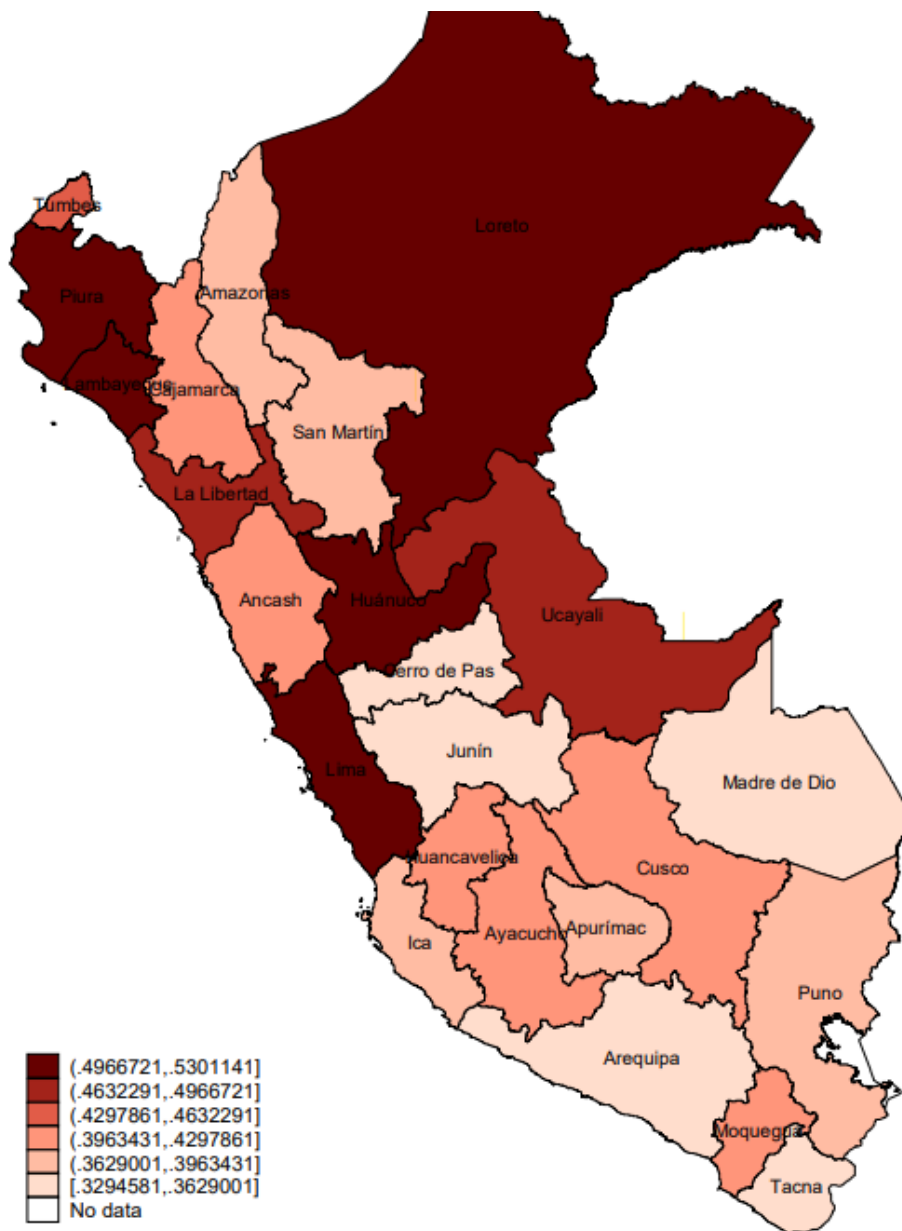 Tumbes
Loreto
Piura
Amazonas
Lambayeque
Cajamarca
San Martín
La Libertad
Ancash
Huánuco
Ucayali
Cerro de Pas
Junín
Lima
Madre de Dio
Huancavelica
Cusco
Ayacucho
Apurímac
Ica
Puno
Arequipa
Moquegua
Tacna
(.4966721,.5301141]
(.4632291,.4966721]
(.4297861,.4632291]
(.3963431,.4297861]
(.3629001,.3963431]
[.3294581,.3629001]
No data